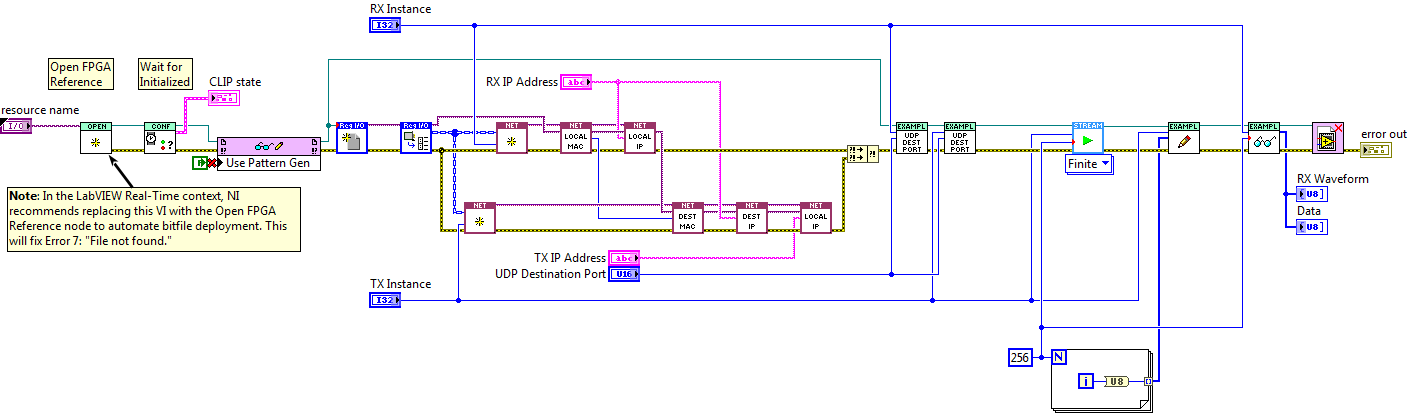 RX Instance
I32
Open FPGA
Reference
Wait for
Initialized
CLIP state
RX IP Address
abc
resource name
I/O
OPEN
CONF
?
Use Pattern Gen
Reg I/O
Reg I/O
NET
NET
LOCAL
MAC
NET
LOCAL
IP
EXAMPL
UDP
DEST
PORT
EXAMPL
UDP
DEST
PORT
STREAM
Finite
EXAMPL
EXAMPL
error out
Note: In the LabVIEW Real-Time context, NI
recommends replacing this VI with the Open FPGA
Reference node to automate bitfile deployment. This
will fix Error 7: "File not found."
NET
NET
DEST
MAC
NET
DEST
IP
NET
LOCAL
IP
RX Waveform
U8
Data
U8
TX IP Address
abc
UDP Destination Port
U16
TX Instance
I32
256
N
i
U8